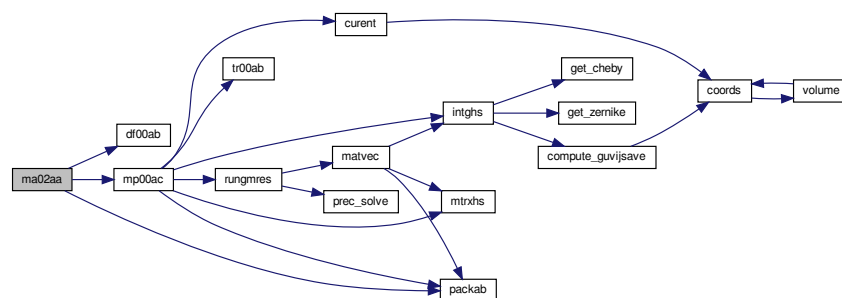 curent
tr00ab
get_cheby
coords
volume
intghs
get_zernike
df00ab
matvec
compute_guvijsave
ma02aa
mp00ac
rungmres
prec_solve
mtrxhs
packab